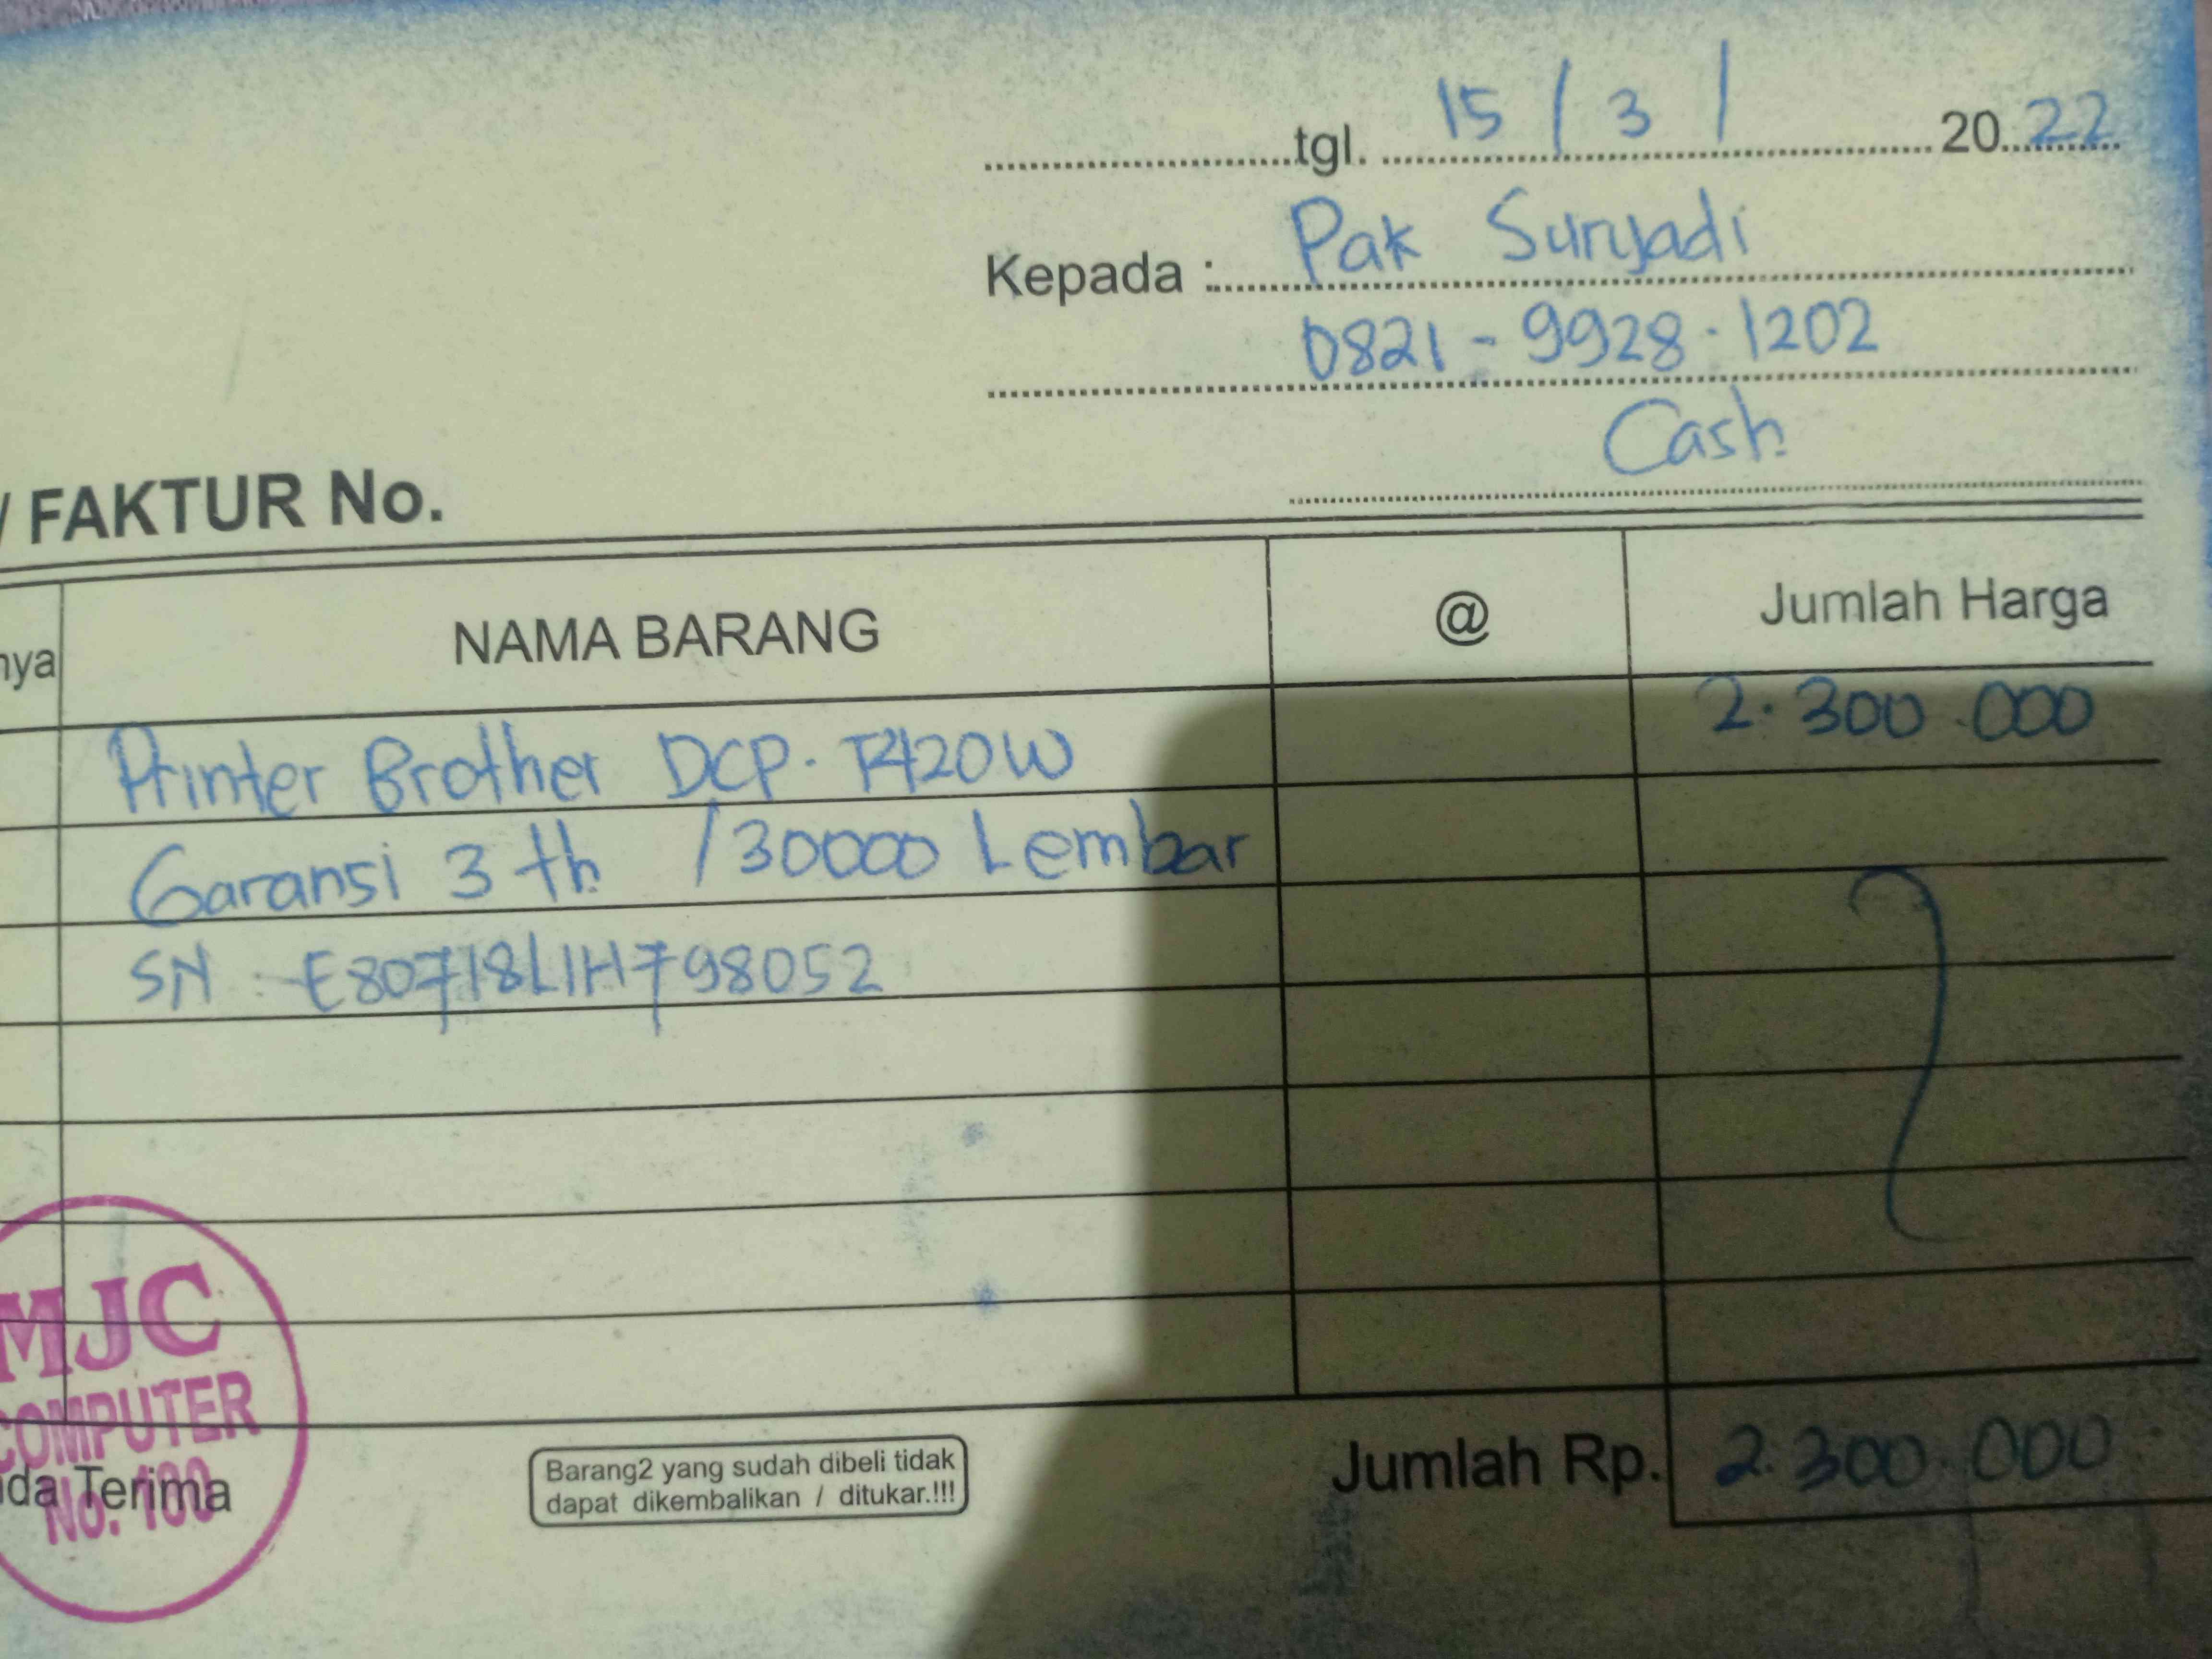 tgl. 15 / 3 / 2022
Kepada : Pak Suryadi
0821-9928-1202
Cash
/ FAKTUR No.
nya NAMA BARANG @ Jumlah Harga
Printer Brother DCP-T420W 2.300.000
Garansi 3 th /30000 Lembar
SN : E80718L1H798052
MJC
COMPUTER
No. 100
da Terima
Barang2 yang sudah dibeli tidak
dapat dikembalikan / ditukar.!!!
Jumlah Rp. 2.300.000